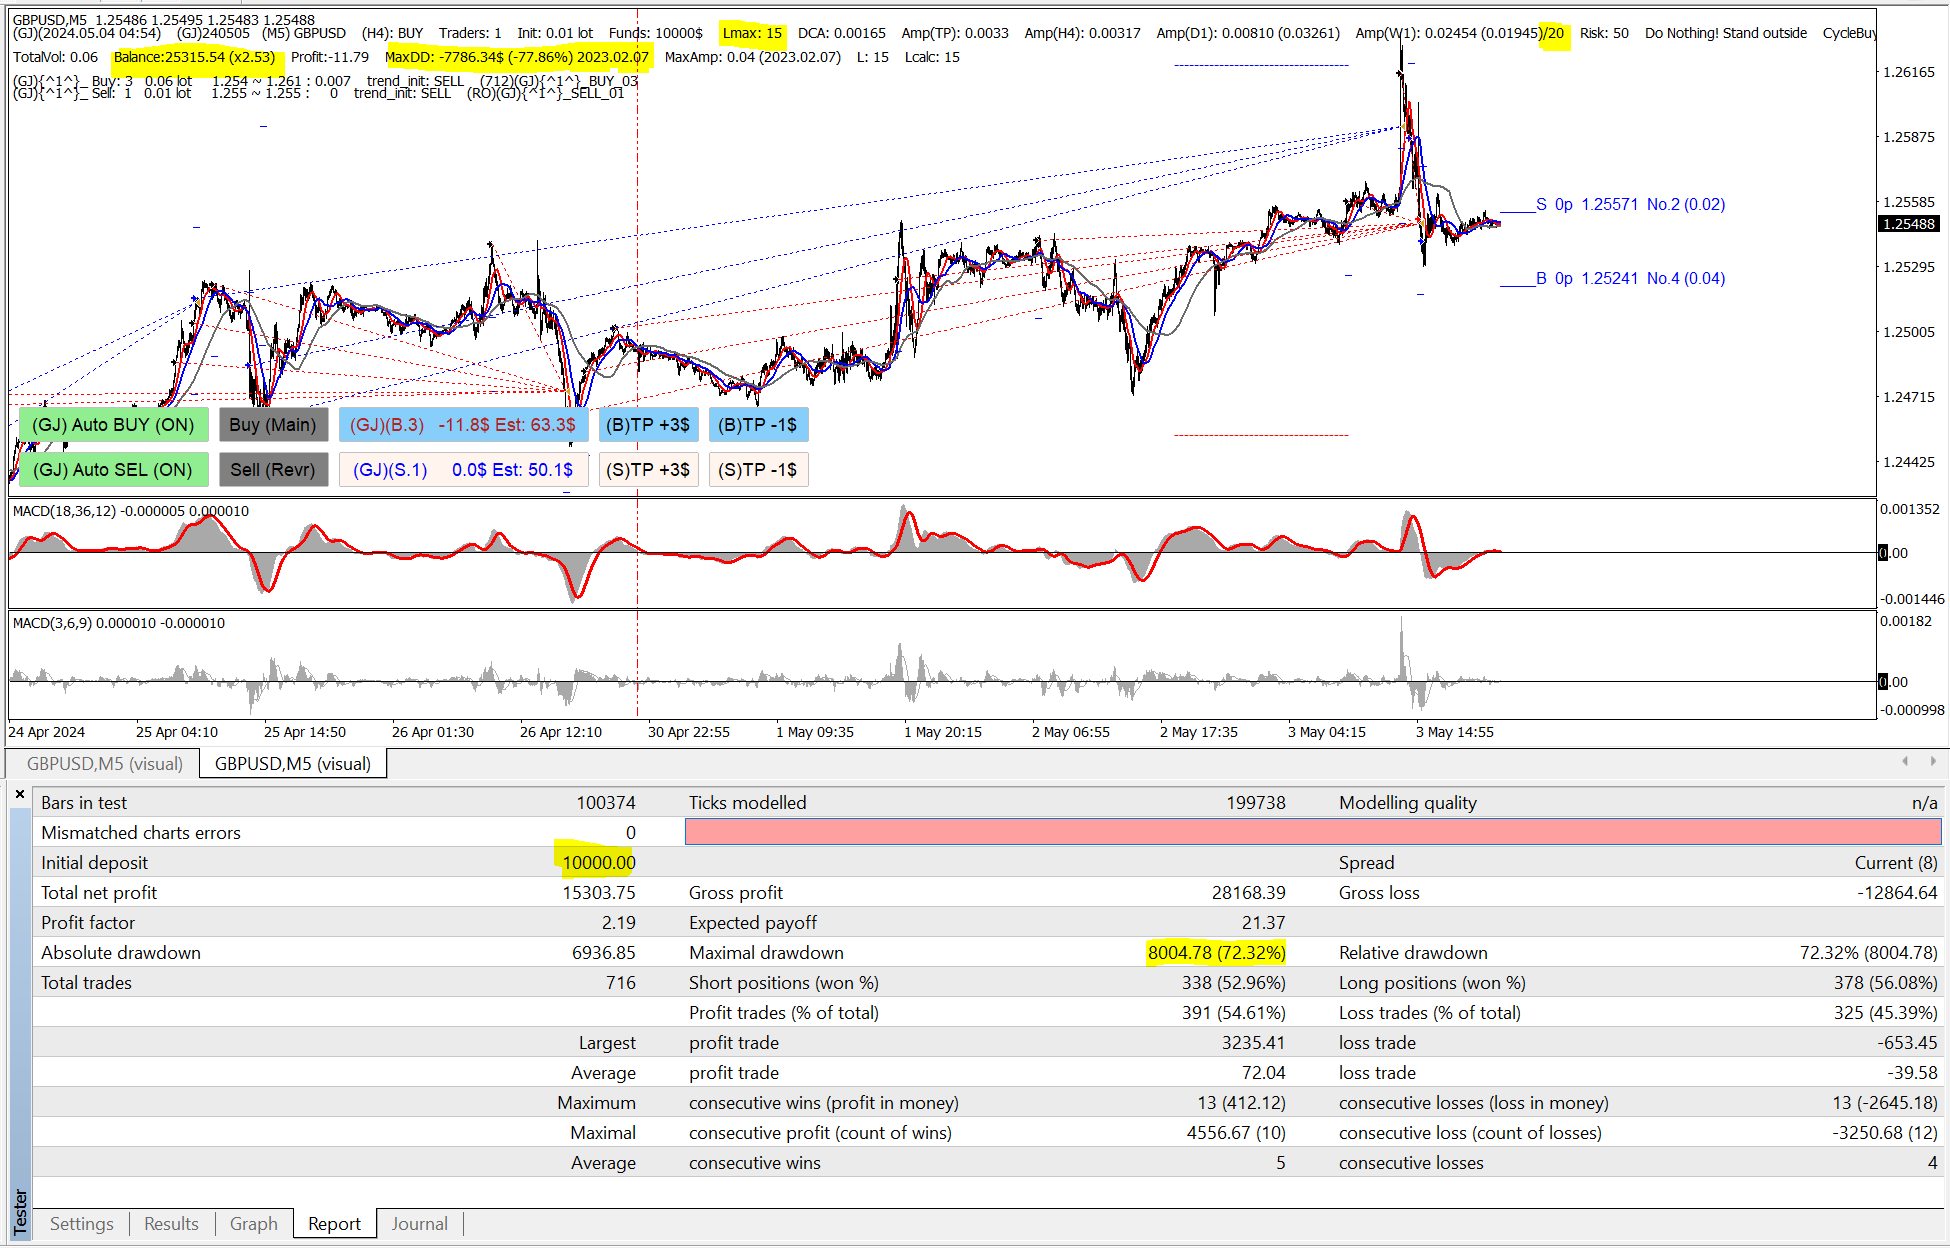 GBPUSD,M5 1.25486 1.25495 1.25483 1.25488
(GJ)(2024.05.04 04:54) (GJ)240505 (M5) GBPUSD (H4): BUY Traders: 1 Init: 0.01 lot Funds: 10000$ Lmax: 15 DCA: 0.00165 Amp(TP): 0.0033 Amp(H4): 0.00317 Amp(D1): 0.00810 (0.03261) Amp(W1): 0.02454 (0.01945)/20 Risk: 50 Do Nothing! Stand outside CycleBuy
TotalVol: 0.06 Balance:25315.54 (x2.53) Profit:-11.79 MaxDD: -7786.34$ (-77.86%) 2023.02.07 MaxAmp: 0.04 (2023.02.07) L: 15 Lcalc: 15
(GJ){^1^}_ Buy: 3 0.06 lot 1.254 ~ 1.261 : 0.007 trend_init: SELL (712)(GJ){^1^}_BUY_03
(GJ){^1^}_ Sell: 1 0.01 lot 1.255 ~ 1.255 : 0 trend_init: SELL (RO)(GJ){^1^}_SELL_01
1.26165
1.25875
1.25585
1.25488
1.25295
1.25005
1.24715
1.24425
S 0p 1.25571 No.2 (0.02)
B 0p 1.25241 No.4 (0.04)
(GJ) Auto BUY (ON) Buy (Main) (GJ)(B.3) -11.8$ Est: 63.3$ (B)TP +3$ (B)TP -1$
(GJ) Auto SEL (ON) Sell (Revr) (GJ)(S.1) 0.0$ Est: 50.1$ (S)TP +3$ (S)TP -1$
MACD(18,36,12) -0.000005 0.000010
0.001352
0.00
-0.001446
MACD(3,6,9) 0.000010 -0.000010
0.00182
0.00
-0.000998
24 Apr 2024 25 Apr 04:10 25 Apr 14:50 26 Apr 01:30 26 Apr 12:10 30 Apr 22:55 1 May 09:35 1 May 20:15 2 May 06:55 2 May 17:35 3 May 04:15 3 May 14:55
GBPUSD,M5 (visual) GBPUSD,M5 (visual)
Bars in test 100374 Ticks modelled 199738 Modelling quality n/a
Mismatched charts errors 0
Initial deposit 10000.00 Spread Current (8)
Total net profit 15303.75 Gross profit 28168.39 Gross loss -12864.64
Profit factor 2.19 Expected payoff 21.37
Absolute drawdown 6936.85 Maximal drawdown 8004.78 (72.32%) Relative drawdown 72.32% (8004.78)
Total trades 716 Short positions (won %) 338 (52.96%) Long positions (won %) 378 (56.08%)
Profit trades (% of total) 391 (54.61%) Loss trades (% of total) 325 (45.39%)
Largest profit trade 3235.41 loss trade -653.45
Average profit trade 72.04 loss trade -39.58
Maximum consecutive wins (profit in money) 13 (412.12) consecutive losses (loss in money) 13 (-2645.18)
Maximal consecutive profit (count of wins) 4556.67 (10) consecutive loss (count of losses) -3250.68 (12)
Average consecutive wins 5 consecutive losses 4
Tester
Settings Results Graph Report Journal